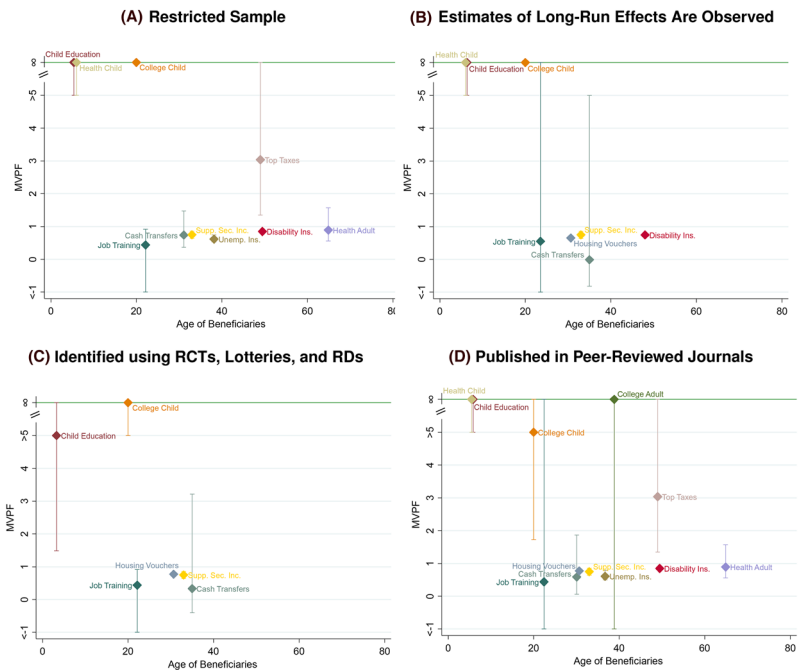 (A) Restricted Sample
(B) Estimates of Long-Run Effects Are Observed
Child Education
Health Child
College Child
Top Taxes
Cash Transfers
Supp. Sec. Inc.
Unemp. Ins.
Job Training
Disability Ins.
Health Adult
MVPF
∞
>5
4
3
2
1
0
<-1
0 20 40 60 80
Age of Beneficiaries
Health Child
Child Education
College Child
Job Training
Supp. Sec. Inc.
Housing Vouchers
Cash Transfers
Disability Ins.
MVPF
∞
>5
4
3
2
1
0
<-1
0 20 40 60 80
Age of Beneficiaries
(C) Identified using RCTs, Lotteries, and RDs
(D) Published in Peer-Reviewed Journals
College Child
Child Education
Housing Vouchers
Supp. Sec. Inc.
Job Training
Cash Transfers
MVPF
∞
>5
4
3
2
1
0
<-1
0 20 40 60 80
Age of Beneficiaries
Health Child
Child Education
College Adult
College Child
Top Taxes
Housing Vouchers
Cash Transfers
Supp. Sec. Inc.
Unemp. Ins.
Job Training
Disability Ins.
Health Adult
MVPF
∞
>5
4
3
2
1
0
<-1
0 20 40 60 80
Age of Beneficiaries